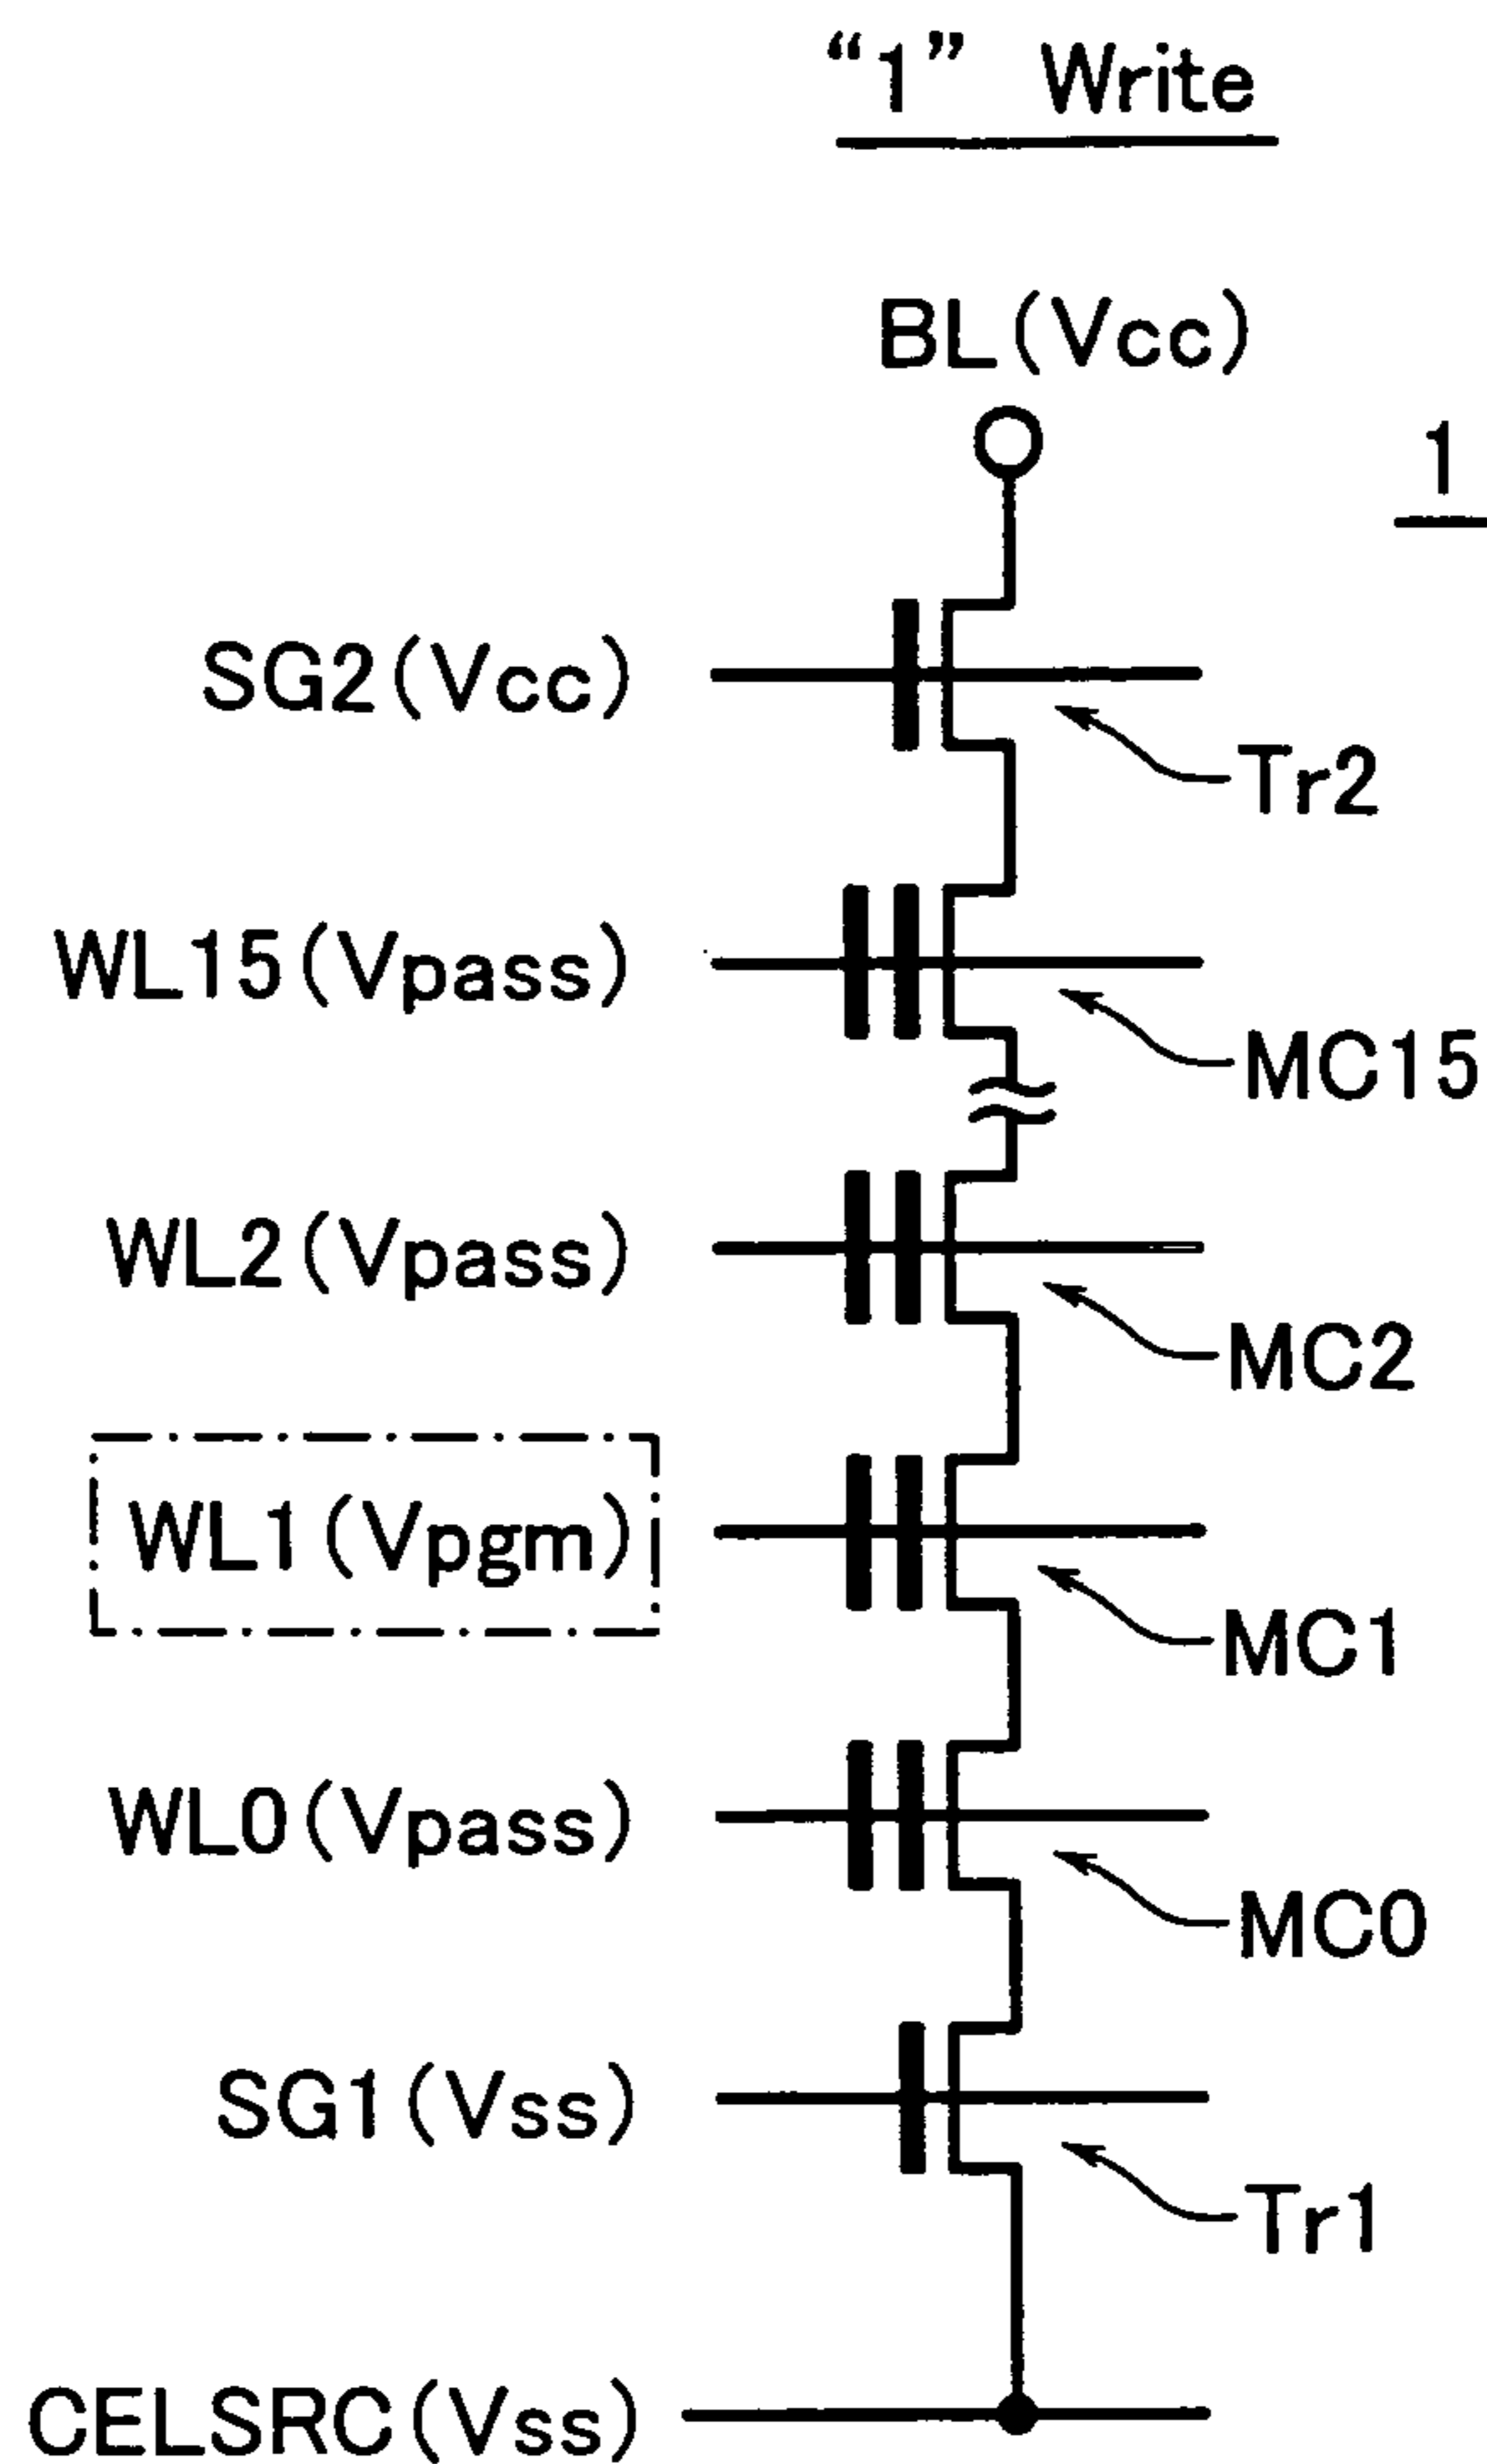 “1” Write
BL(Vcc)
1
SG2(Vcc)
Tr2
WL15(Vpass)
MC15
WL2(Vpass)
MC2
WL1(Vpgm)
MC1
WL0(Vpass)
MC0
SG1(Vss)
Tr1
CELSRC(Vss)